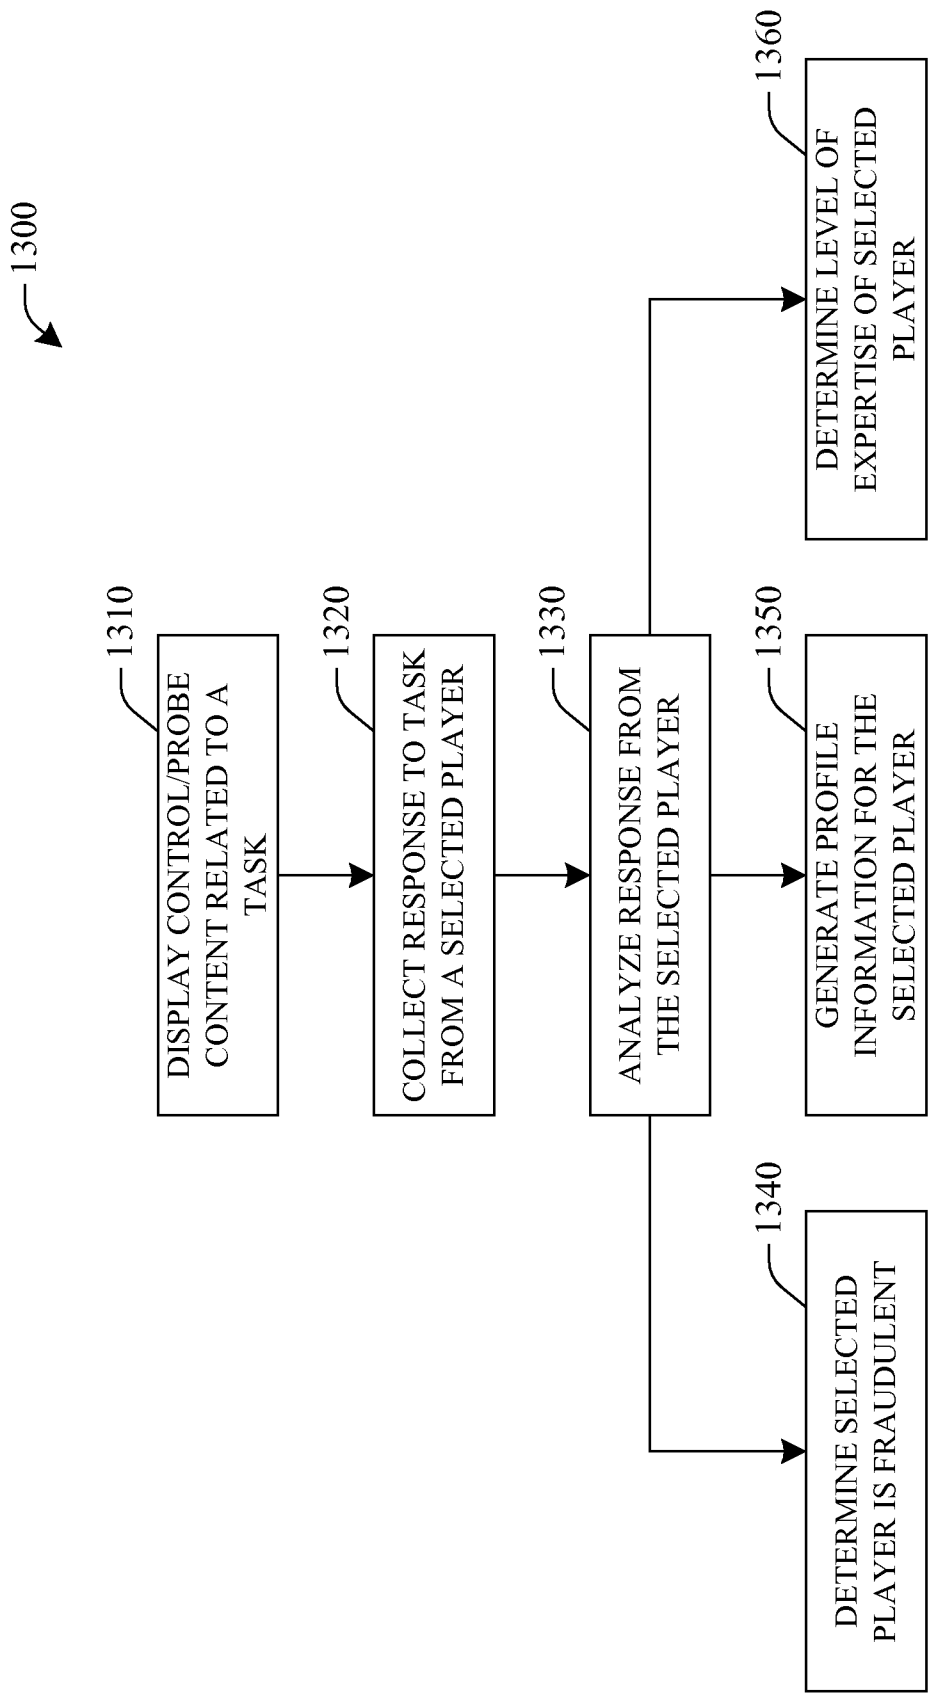 1300
1310
DISPLAY CONTROL/PROBE
CONTENT RELATED TO A
TASK
1320
COLLECT RESPONSE TO TASK
FROM A SELECTED PLAYER
1330
ANALYZE RESPONSE FROM
THE SELECTED PLAYER
1340
DETERMINE SELECTED
PLAYER IS FRAUDULENT
1350
GENERATE PROFILE
INFORMATION FOR THE
SELECTED PLAYER
1360
DETERMINE LEVEL OF
EXPERTISE OF SELECTED
PLAYER